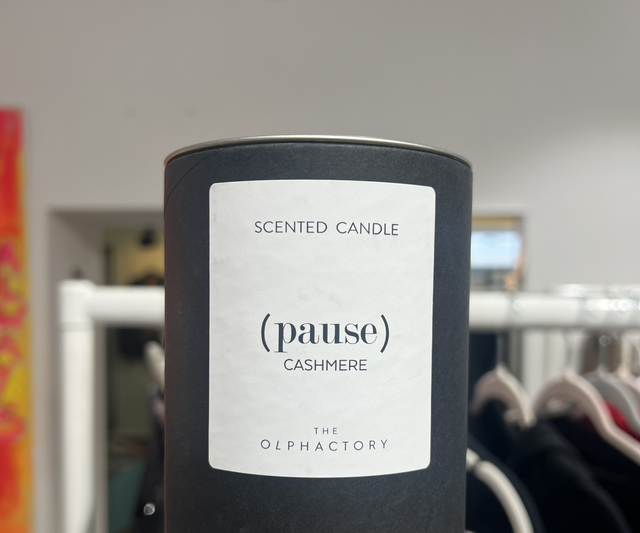 SCENTED CANDLE
(pause)
CASHMERE
THE
OLPHACTORY